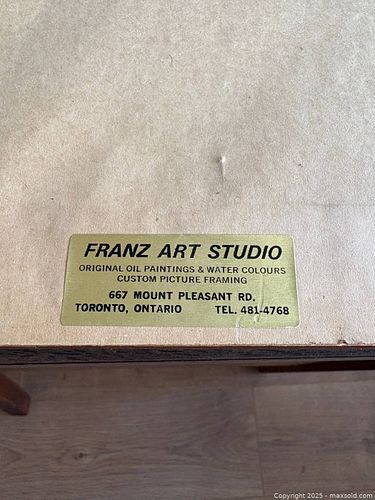 FRANZ ART STUDIO
ORIGINAL OIL PAINTINGS & WATER COLOURS
CUSTOM PICTURE FRAMING
667 MOUNT PLEASANT RD.
TORONTO, ONTARIO TEL. 481-4768
Copyright © 2025 - maxsold.com